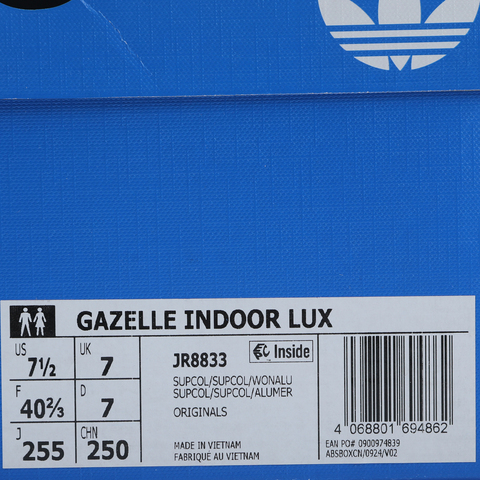 GAZELLE INDOOR LUX
US 7½ UK 7
F 40⅔ D 7
J 255 CHN 250
JR8833 Inside
SUPCOL/SUPCOL/WONALU
SUPCOL/SUPCOL/ALUMER
ORIGINALS
MADE IN VIETNAM
FABRIQUE AU VIETNAM
4 068801 694862
EAN PO# 0900974839
ABSBOXCN/0924/V02